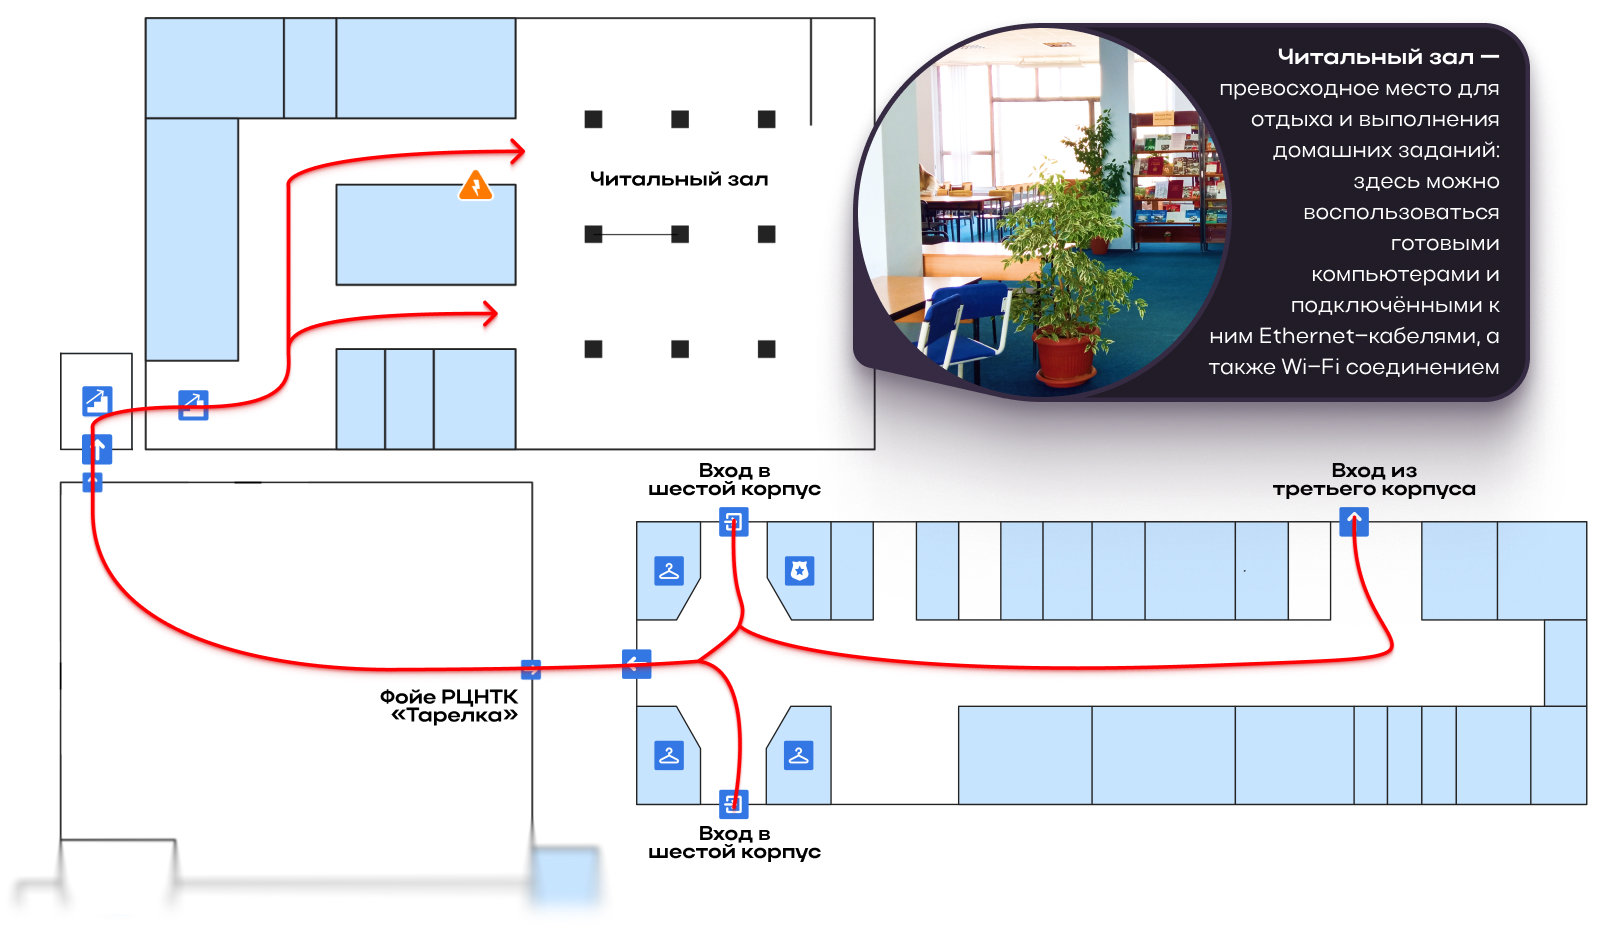 Читальный зал —
превосходное место для
отдыха и выполнения
домашних заданий:
здесь можно
воспользоваться
готовыми
компьютерами и
подключёнными к
ним Ethernet-кабелями, а
также Wi-Fi соединением
Читальный зал
Вход в
шестой корпус
Вход из
третьего корпуса
Фойе РЦНТК
«Тарелка»
Вход в
шестой корпус